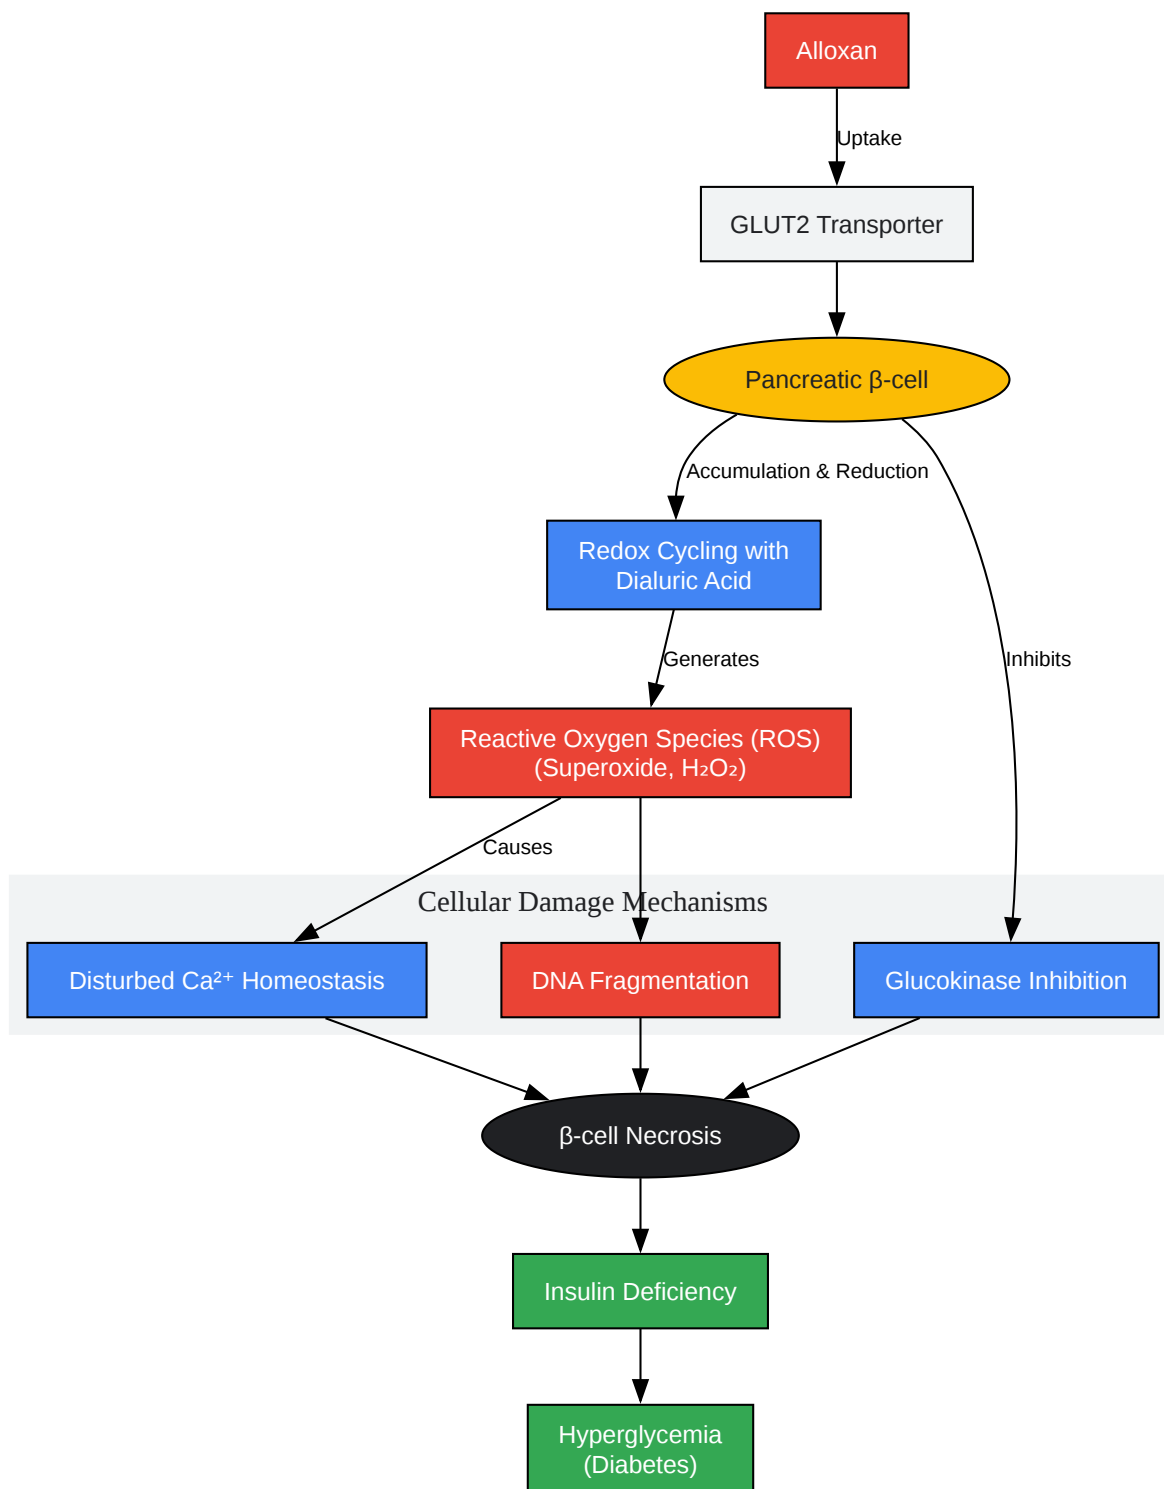 Alloxan
Uptake
GLUT2 Transporter
Pancreatic β-cell
Accumulation & Reduction
Redox Cycling with
Dialuric Acid
Generates
Inhibits
Reactive Oxygen Species (ROS)
(Superoxide, H₂O₂)
Causes
Cellular Damage Mechanisms
Disturbed Ca²⁺ Homeostasis
DNA Fragmentation
Glucokinase Inhibition
β-cell Necrosis
Insulin Deficiency
Hyperglycemia
(Diabetes)